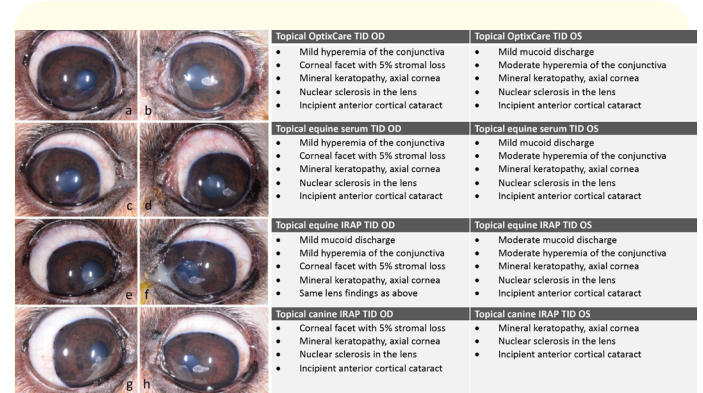 a
b
Topical OptixCare TID OD
• Mild hyperemia of the conjunctiva
• Corneal facet with 5% stromal loss
• Mineral keratopathy, axial cornea
• Nuclear sclerosis in the lens
• Incipient anterior cortical cataract
Topical OptixCare TID OS
• Mild mucoid discharge
• Moderate hyperemia of the conjunctiva
• Mineral keratopathy, axial cornea
• Nuclear sclerosis in the lens
• Incipient anterior cortical cataract
c
d
Topical equine serum TID OD
• Mild hyperemia of the conjunctiva
• Corneal facet with 5% stromal loss
• Mineral keratopathy, axial cornea
• Nuclear sclerosis in the lens
• Incipient anterior cortical cataract
Topical equine serum TID OS
• Mild mucoid discharge
• Moderate hyperemia of the conjunctiva
• Mineral keratopathy, axial cornea
• Nuclear sclerosis in the lens
• Incipient anterior cortical cataract
e
f
Topical equine IRAP TID OD
• Mild mucoid discharge
• Mild hyperemia of the conjunctiva
• Corneal facet with 5% stromal loss
• Mineral keratopathy, axial cornea
• Same lens findings as above
Topical equine IRAP TID OS
• Moderate mucoid discharge
• Moderate hyperemia of the conjunctiva
• Mineral keratopathy, axial cornea
• Nuclear sclerosis in the lens
• Incipient anterior cortical cataract
g
h
Topical canine IRAP TID OD
• Corneal facet with 5% stromal loss
• Mineral keratopathy, axial cornea
• Nuclear sclerosis in the lens
• Incipient anterior cortical cataract
Topical canine IRAP TID OS
• Mineral keratopathy, axial cornea
• Nuclear sclerosis in the lens
• Incipient anterior cortical cataract